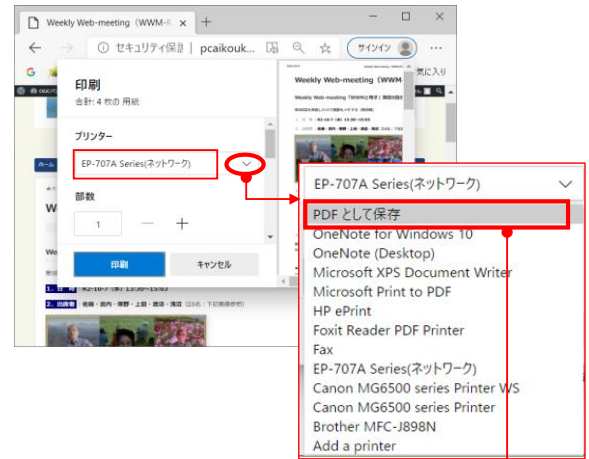 Weekly Web-meeting (WWM-R
セキュリティ保護 | pcaikouk...
サインイン
印刷
合計: 4 枚の 用紙
気に入り
プリンター
EP-707A Series(ネットワーク)
部数
1
印刷
キャンセル
Weekly Web-meeting (WWM
EP-707A Series(ネットワーク)
PDF として保存
OneNote for Windows 10
OneNote (Desktop)
Microsoft XPS Document Writer
Microsoft Print to PDF
HP ePrint
Foxit Reader PDF Printer
Fax
EP-707A Series(ネットワーク)
Canon MG6500 series Printer WS
Canon MG6500 series Printer
Brother MFC-J898N
Add a printer